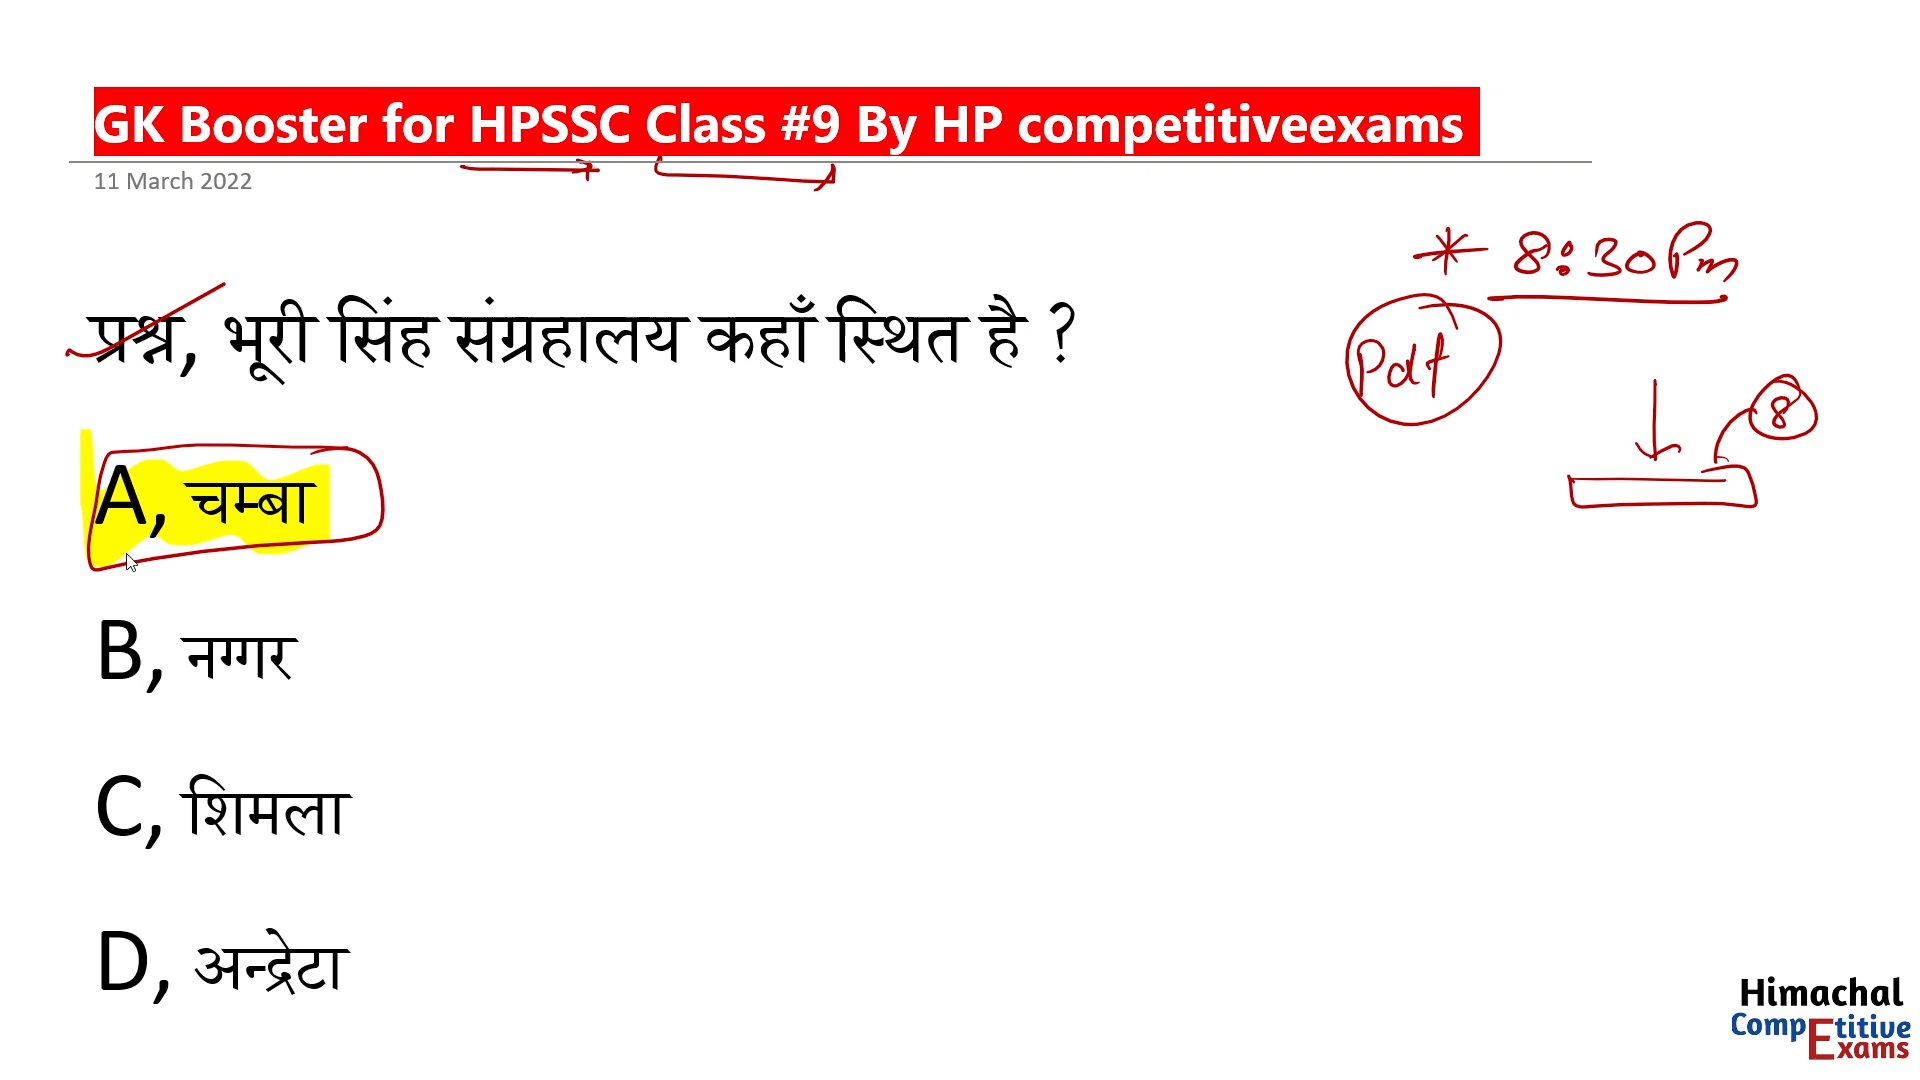 GK Booster for HPSSC Class #9 By HP competitiveexams
11 March 2022
* 8:30 Pm
प्रश्न, भूरी सिंह संग्रहालय कहाँ स्थित है ?
Pdf
8
A, चम्बा
B, नग्गर
C, शिमला
D, अन्द्रेटा
Himachal
CompEtitive
Exams